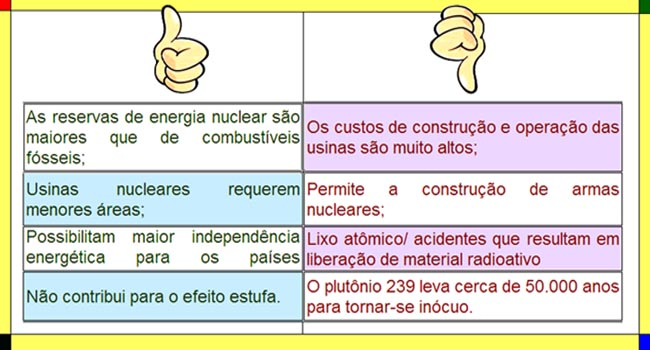 As reservas de energia nuclear são
maiores que de combustíveis
fósseis;
Os custos de construção e operação das
usinas são muito altos;
Usinas nucleares requerem
menores áreas;
Permite a construção de armas
nucleares;
Possibilitam maior independência
energética para os países
Lixo atômico/ acidentes que resultam em
liberação de material radioativo
Não contribui para o efeito estufa.
O plutônio 239 leva cerca de 50.000 anos
para tornar-se inócuo.